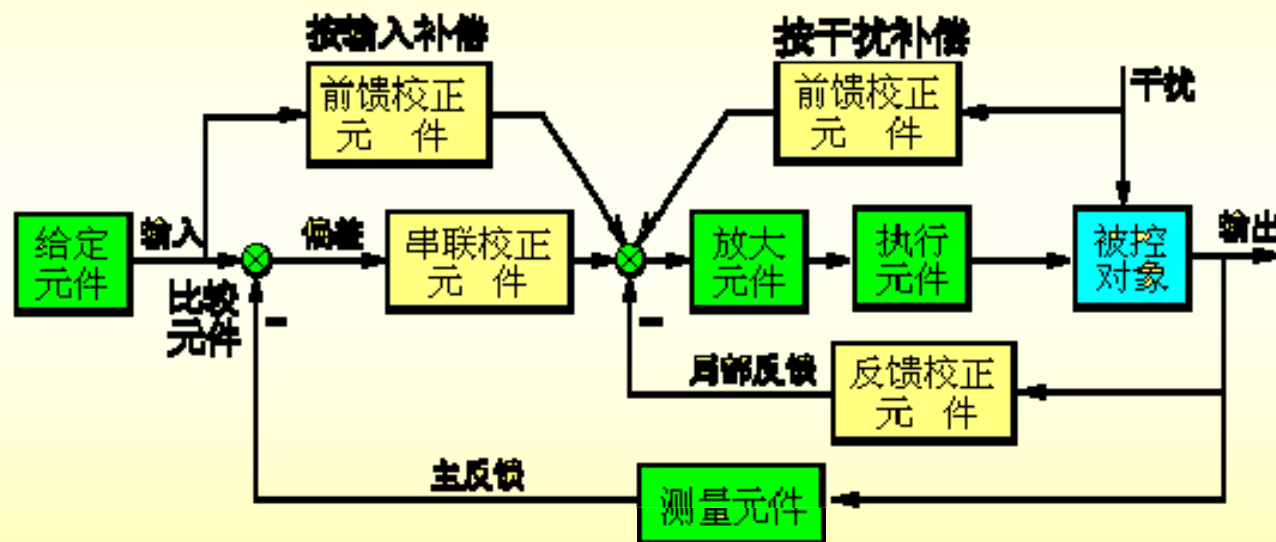 按输入补偿
按干扰补偿
前馈校正
元 件
前馈校正
元 件
干扰
给定
元件
输入
偏差
串联校正
元 件
放大
元件
执行
元件
被控
对象
输出
比较
元件
-
-
局部反馈
反馈校正
元 件
主反馈
测量元件